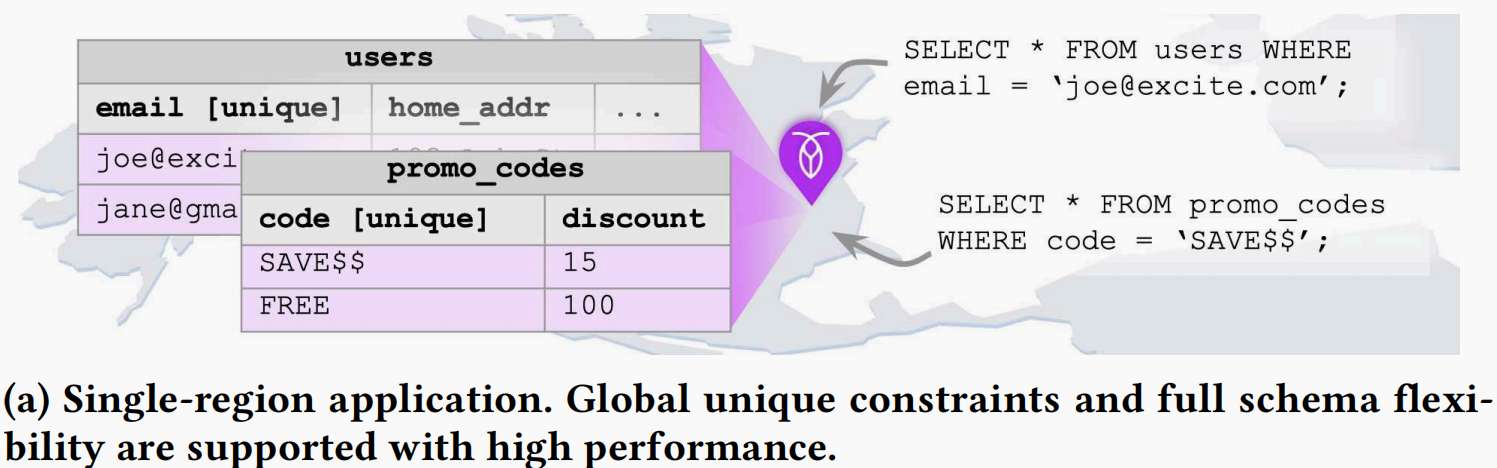 users
email [unique] home_addr ...
joe@exci
jane@gma
promo_codes
code [unique] discount
SAVE$$ 15
FREE 100
SELECT * FROM users WHERE
email = ‘joe@excite.com’;
SELECT * FROM promo_codes
WHERE code = ‘SAVE$$’;
(a) Single-region application. Global unique constraints and full schema flexi-
bility are supported with high performance.